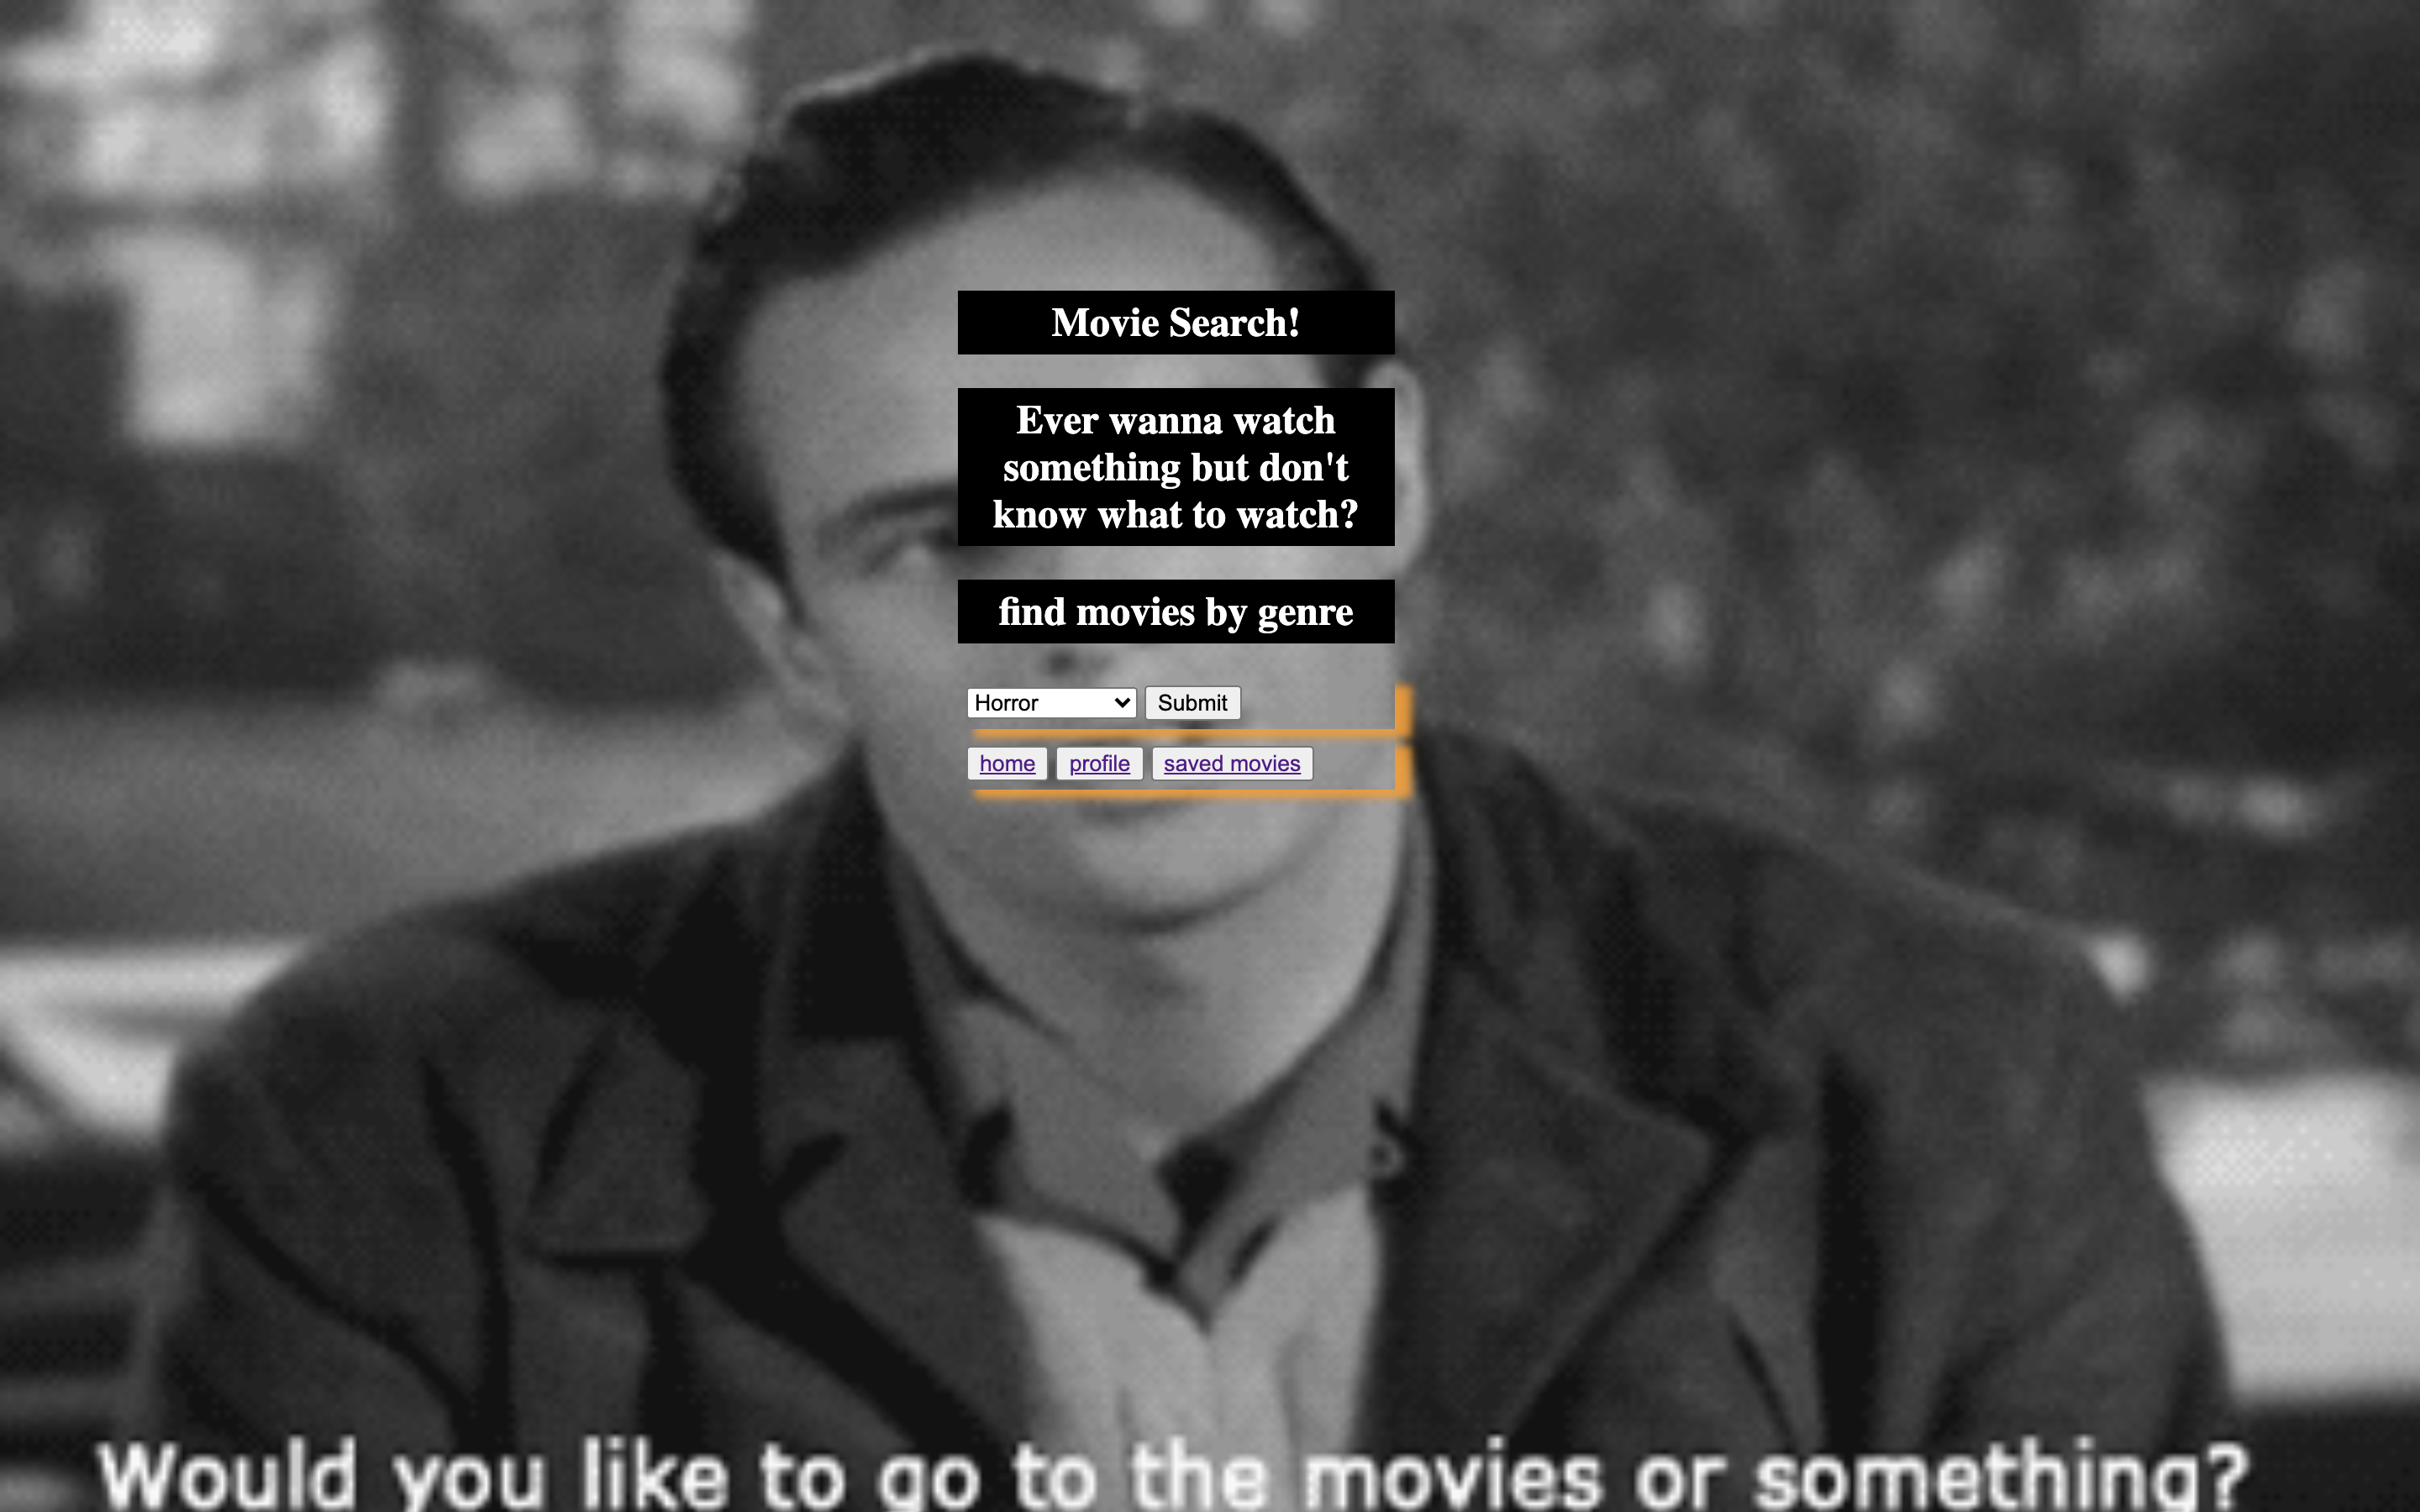 Movie Search!
Ever wanna watch
something but don't
know what to watch?
find movies by genre
Horror Submit
home profile saved movies
Would you like to go to the movies or something?